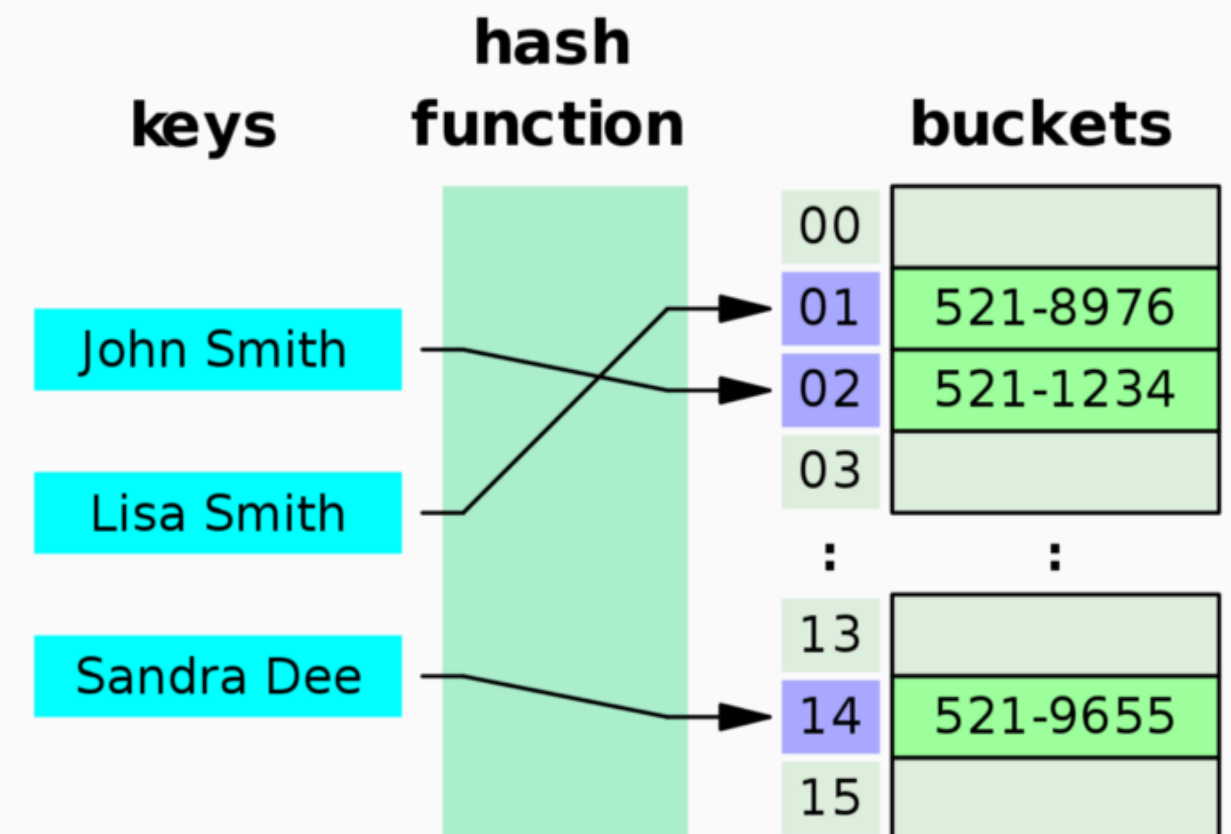 hash
keys function buckets
00
01 521-8976
John Smith
02 521-1234
03
Lisa Smith
: :
13
Sandra Dee
14 521-9655
15